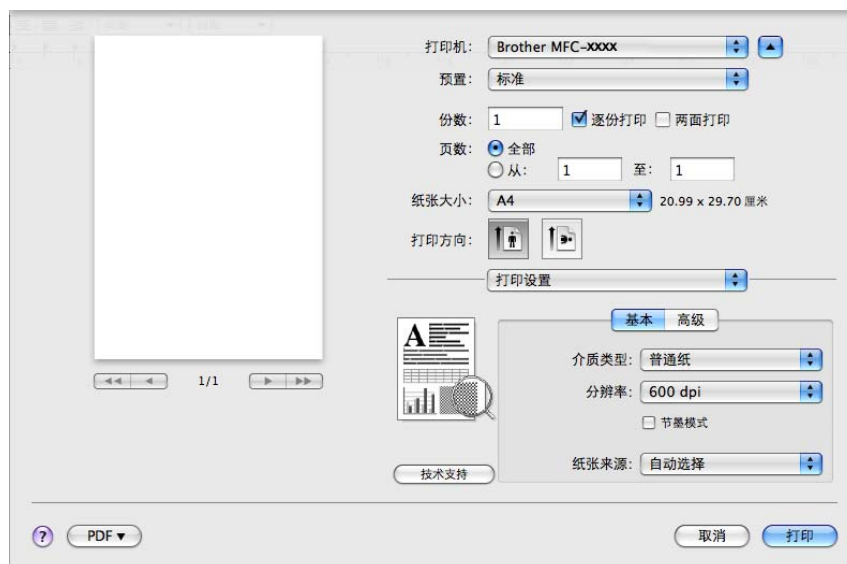 打印机: Brother MFC-xxxx
预置: 标准
份数: 1 逐份打印 两面打印
页数: 全部
从: 1 至: 1
纸张大小: A4 20.99 x 29.70 厘米
打印方向:
打印设置
基本 高级
A
介质类型: 普通纸
1/1
分辨率: 600 dpi
节墨模式
纸张来源: 自动选择
技术支持
? PDF 取消 打印